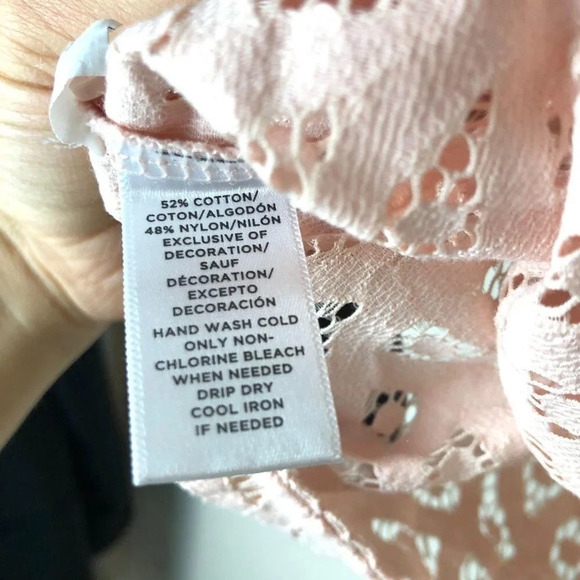 52% COTTON/
COTON/ALGODÓN
48% NYLON/NILÓN
EXCLUSIVE OF
DECORATION/
SAUF
DÉCORATION/
EXCEPTO
DECORACIÓN
HAND WASH COLD
ONLY NON-
CHLORINE BLEACH
WHEN NEEDED
DRIP DRY
COOL IRON
IF NEEDED